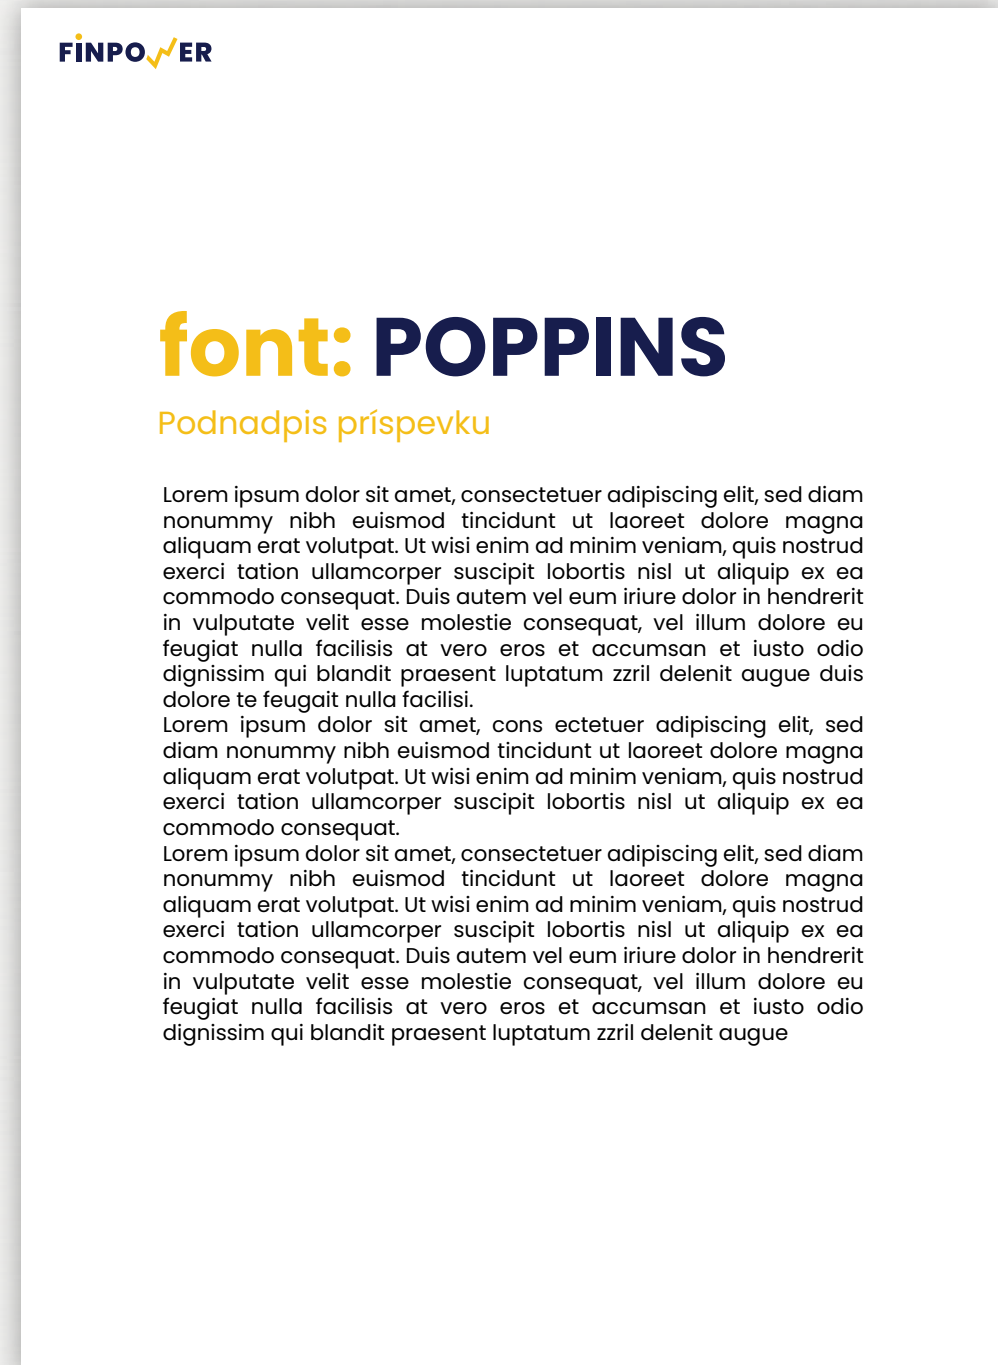 FINPOWER
font: POPPINS
Podnadpis príspevku
Lorem ipsum dolor sit amet, consectetuer adipiscing elit, sed diam
nonummy nibh euismod tincidunt ut laoreet dolore magna
aliquam erat volutpat. Ut wisi enim ad minim veniam, quis nostrud
exerci tation ullamcorper suscipit lobortis nisl ut aliquip ex ea
commodo consequat. Duis autem vel eum iriure dolor in hendrerit
in vulputate velit esse molestie consequat, vel illum dolore eu
feugiat nulla facilisis at vero eros et accumsan et iusto odio
dignissim qui blandit praesent luptatum zzril delenit augue duis
dolore te feugait nulla facilisi.
Lorem ipsum dolor sit amet, cons ectetuer adipiscing elit, sed
diam nonummy nibh euismod tincidunt ut laoreet dolore magna
aliquam erat volutpat. Ut wisi enim ad minim veniam, quis nostrud
exerci tation ullamcorper suscipit lobortis nisl ut aliquip ex ea
commodo consequat.
Lorem ipsum dolor sit amet, consectetuer adipiscing elit, sed diam
nonummy nibh euismod tincidunt ut laoreet dolore magna
aliquam erat volutpat. Ut wisi enim ad minim veniam, quis nostrud
exerci tation ullamcorper suscipit lobortis nisl ut aliquip ex ea
commodo consequat. Duis autem vel eum iriure dolor in hendrerit
in vulputate velit esse molestie consequat, vel illum dolore eu
feugiat nulla facilisis at vero eros et accumsan et iusto odio
dignissim qui blandit praesent luptatum zzril delenit augue